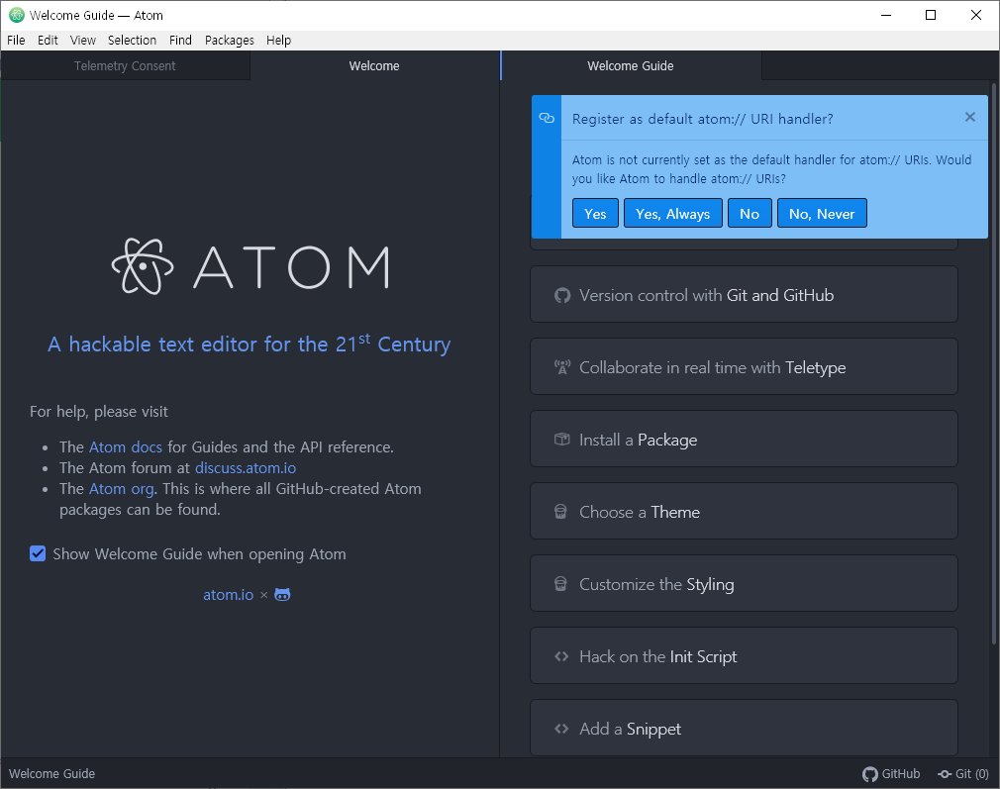 Welcome Guide — Atom
File Edit View Selection Find Packages Help
Telemetry Consent
Welcome
Welcome Guide
ATOM
A hackable text editor for the 21st Century
For help, please visit
• The Atom docs for Guides and the API reference.
• The Atom forum at discuss.atom.io
• The Atom org. This is where all GitHub-created Atom
packages can be found.
Show Welcome Guide when opening Atom
atom.io ×
Register as default atom:// URI handler?
Atom is not currently set as the default handler for atom:// URIs. Would
you like Atom to handle atom:// URIs?
Yes
Yes, Always
No
No, Never
Version control with Git and GitHub
Collaborate in real time with Teletype
Install a Package
Choose a Theme
Customize the Styling
Hack on the Init Script
Add a Snippet
Welcome Guide
GitHub
Git (0)